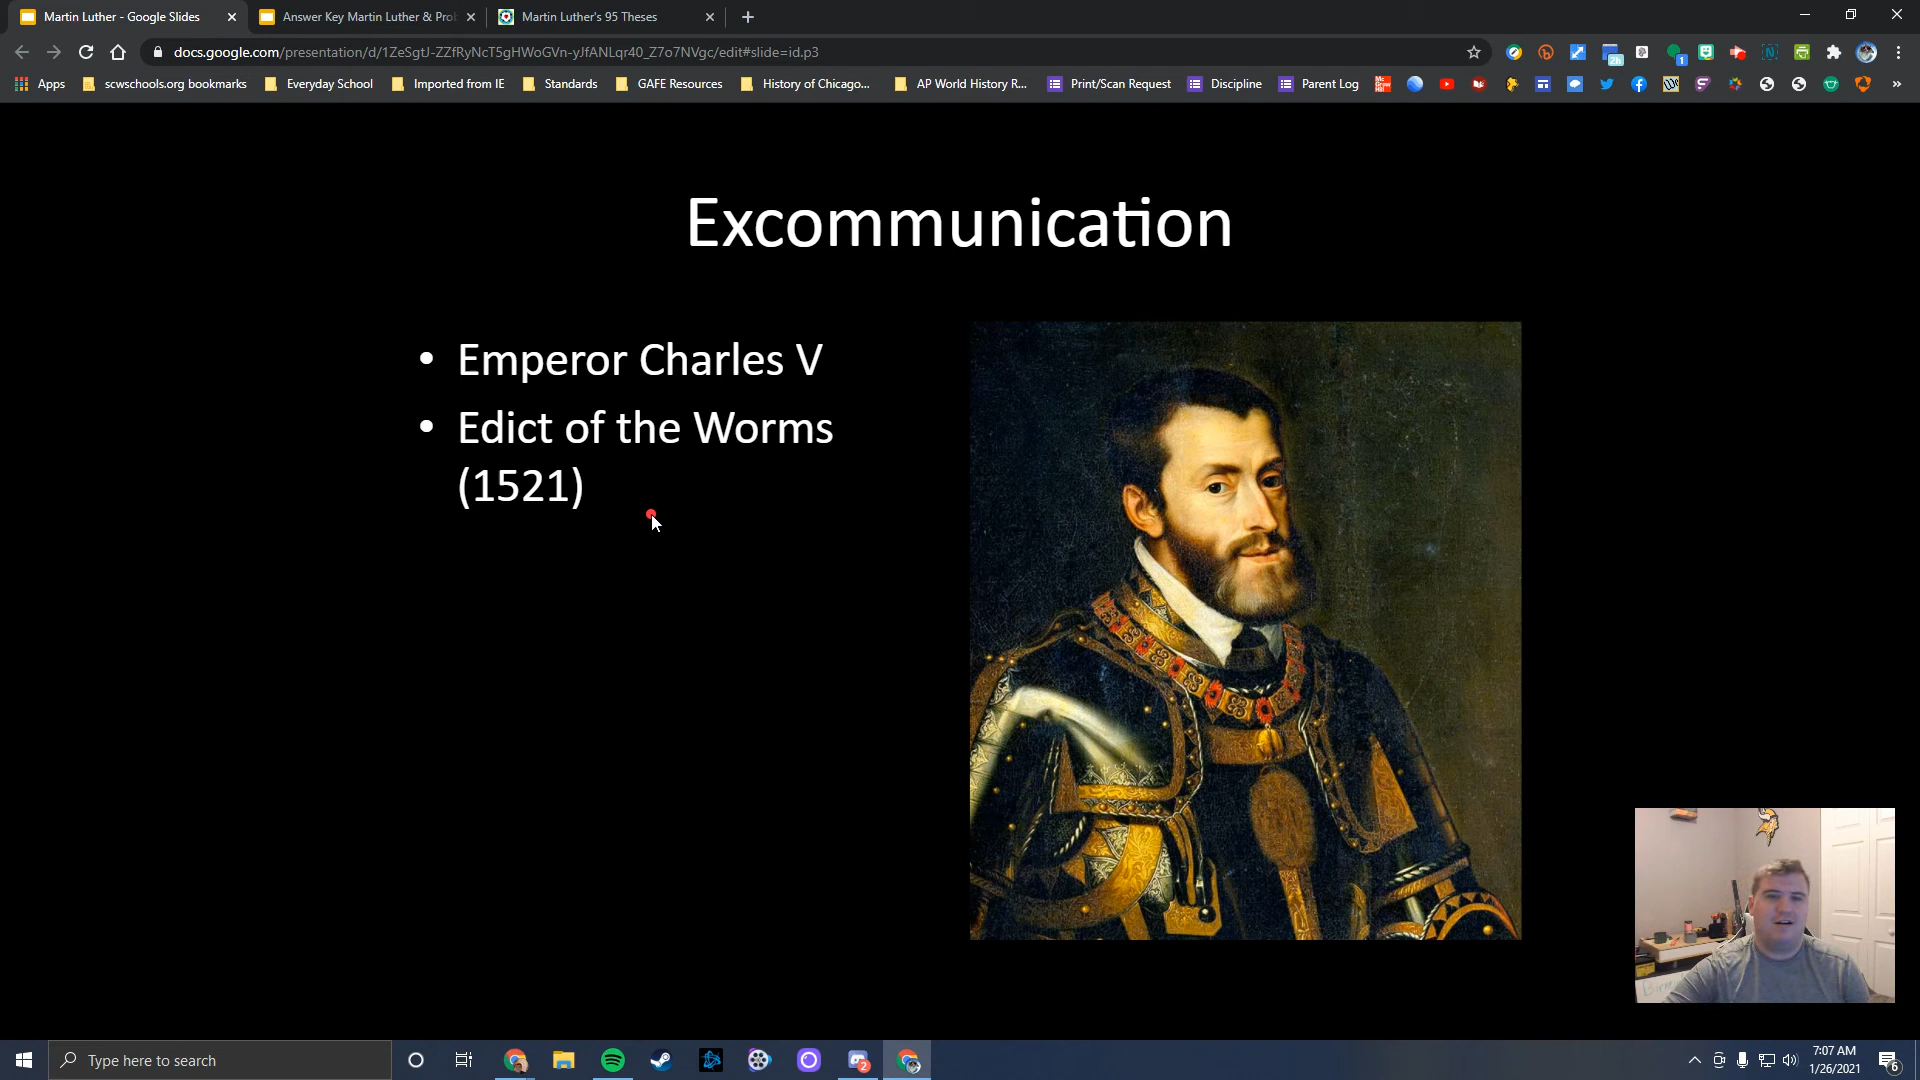 Martin Luther - Google Slides
Answer Key Martin Luther & Prob
Martin Luther's 95 Theses
docs.google.com/presentation/d/1ZeSgtJ-ZZfRyNcT5gHWoGVn-yJfANLqr40_Z7o7NVgc/edit#slide=id.p3
Apps scwschools.org bookmarks Everyday School Imported from IE Standards GAFE Resources History of Chicago... AP World History R... Print/Scan Request Discipline Parent Log
Excommunication
• Emperor Charles V
• Edict of the Worms
(1521)
Type here to search
7:07 AM
1/26/2021